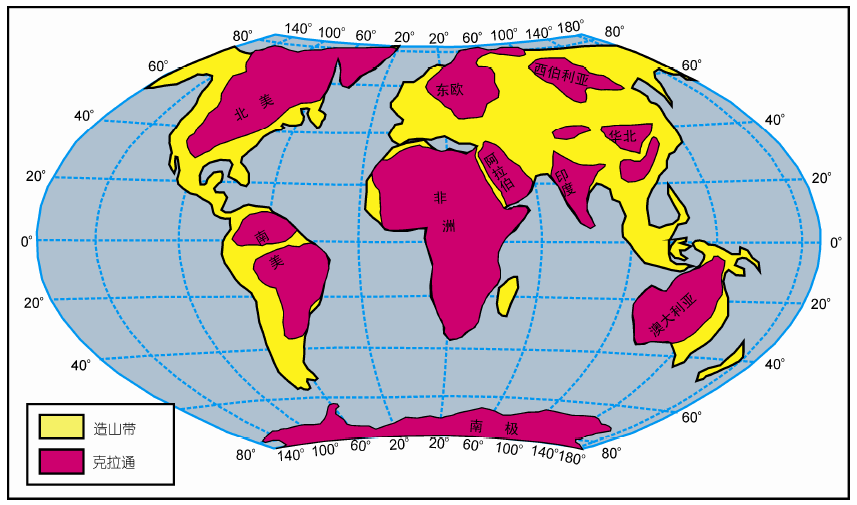 140° 100° 60° 20° 20° 60° 100° 140° 180°
80° 80°
60° 60°
西伯利亚
东欧
北美
40° 40°
华北
阿拉伯
印度
20° 20°
非洲
南美
0° 0°
20° 20°
澳大利亚
40° 40°
60°
南极
80° 140° 100° 60° 20° 20° 60° 100° 140° 180° 80°
造山带
克拉通